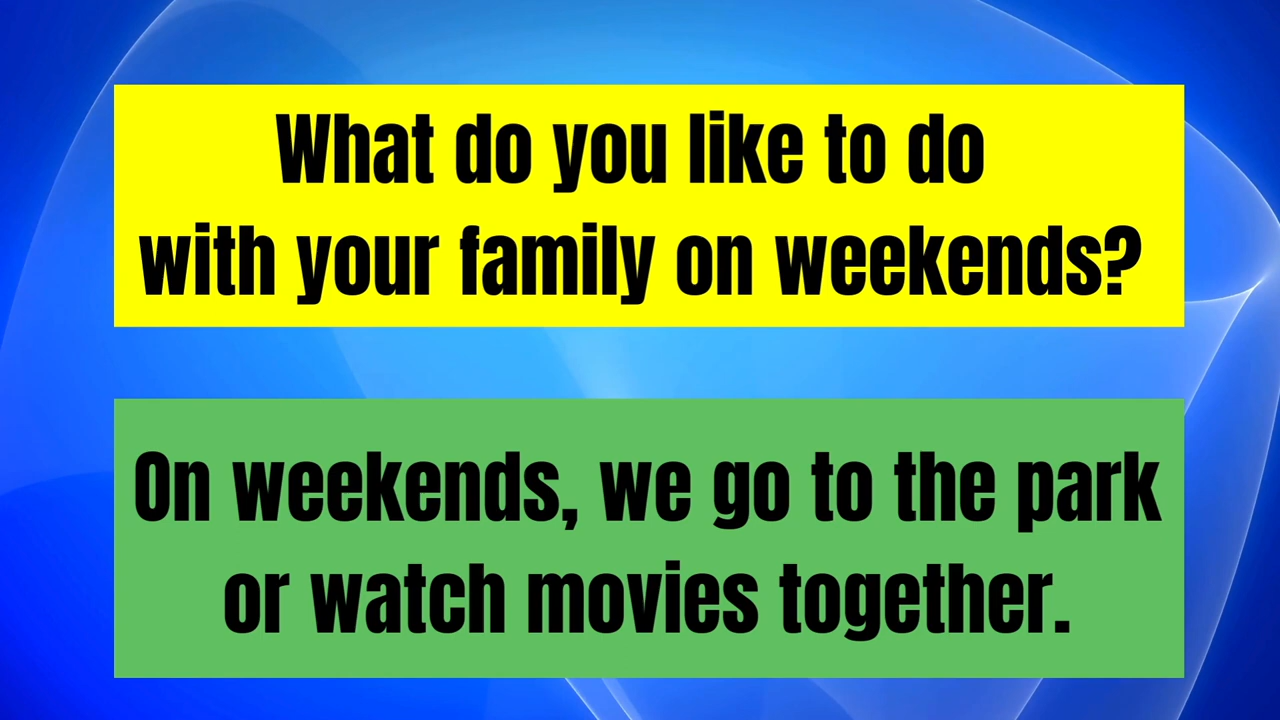 What do you like to do
with your family on weekends?
On weekends, we go to the park
or watch movies together.